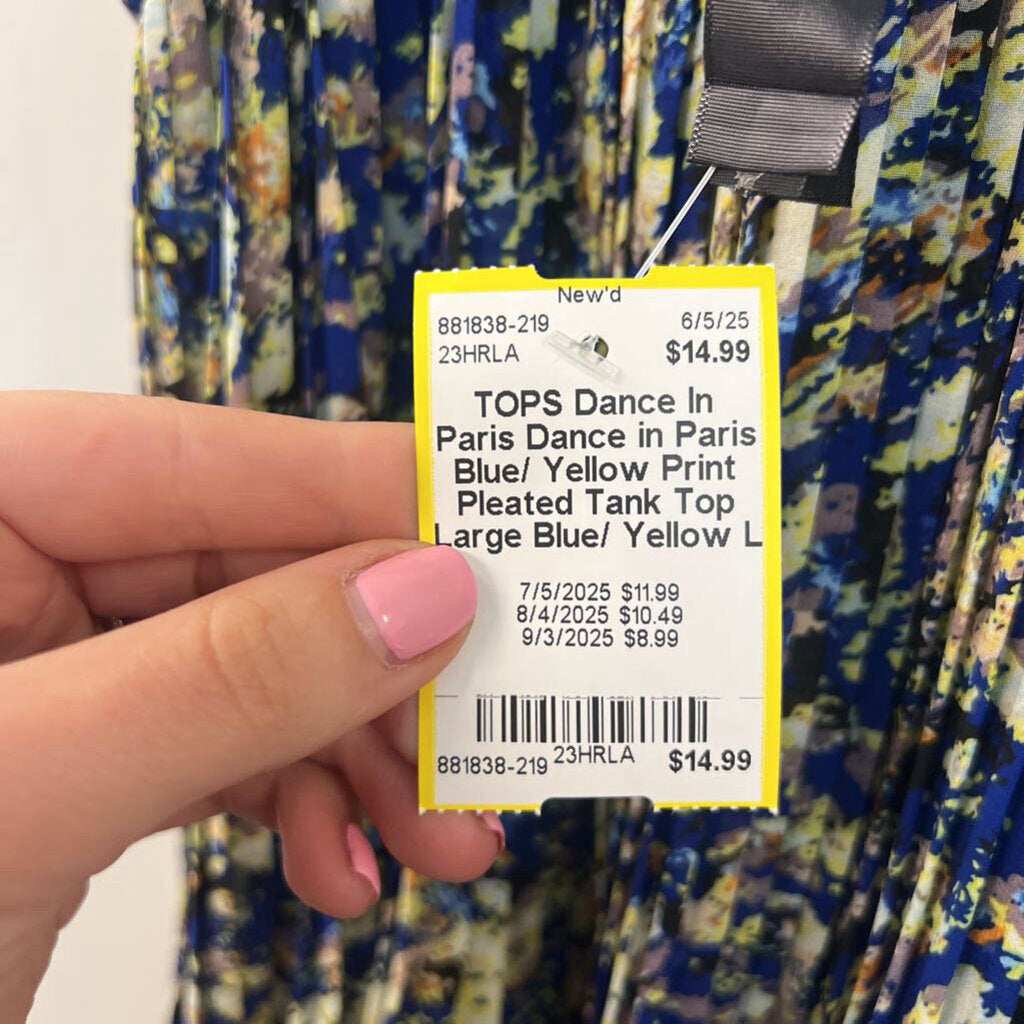 New'd
881838-219 6/5/25
23HRLA $14.99
TOPS Dance In
Paris Dance in Paris
Blue/ Yellow Print
Pleated Tank Top
Large Blue/ Yellow L
7/5/2025 $11.99
8/4/2025 $10.49
9/3/2025 $8.99
881838-219 23HRLA $14.99